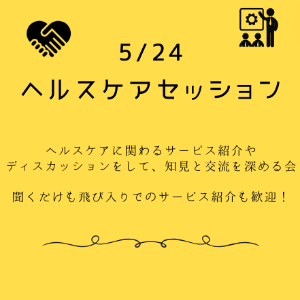 5/24
ヘルスケアセッション
ヘルスケアに関わるサービス紹介や
ディスカッションをして、知見と交流を深める会
聞くだけも飛び入りでのサービス紹介も歓迎！